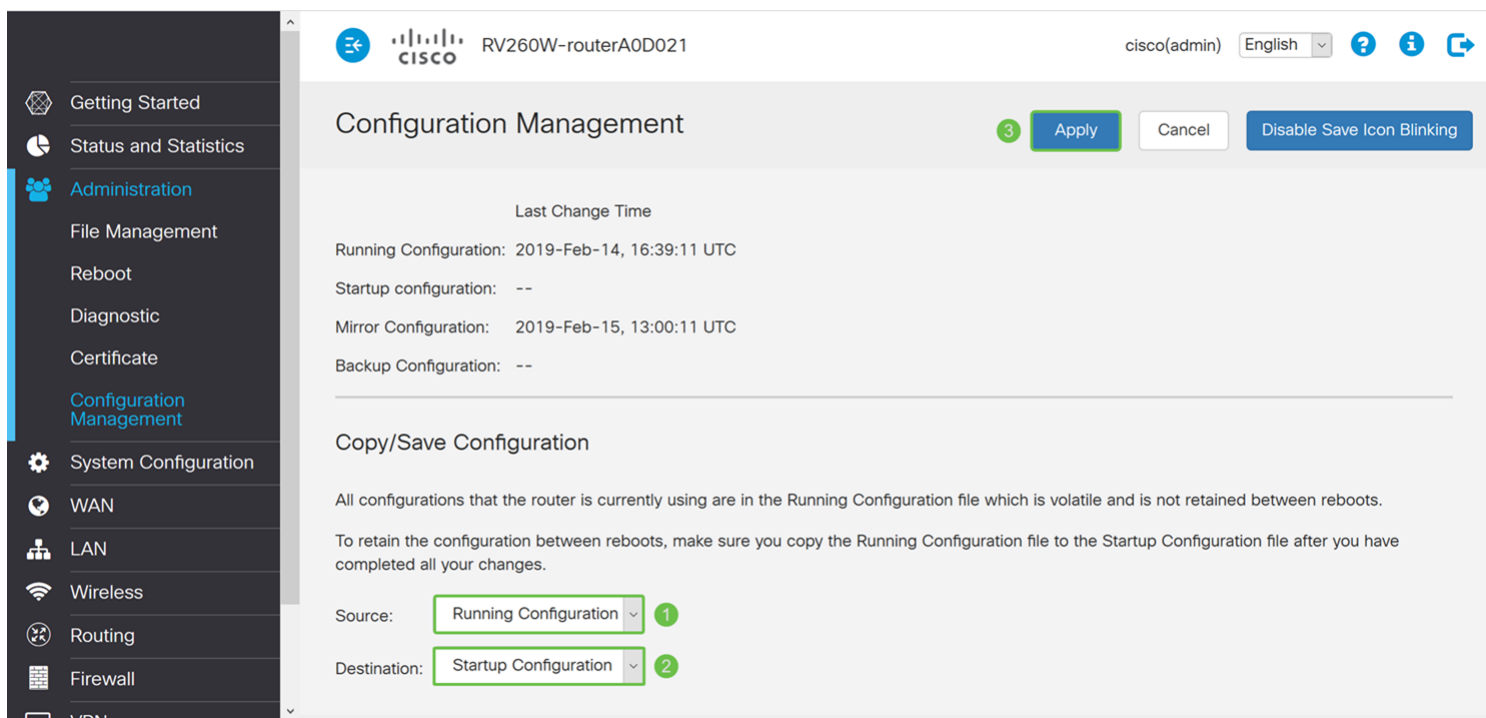 CISCO
RV260W-routerA0D021
cisco(admin)
English
?
i
Getting Started
Status and Statistics
Administration
File Management
Reboot
Diagnostic
Certificate
Configuration
Management
System Configuration
WAN
LAN
Wireless
Routing
Firewall
VPN
Configuration Management
3 Apply
Cancel
Disable Save Icon Blinking
Last Change Time
Running Configuration: 2019-Feb-14, 16:39:11 UTC
Startup configuration: --
Mirror Configuration: 2019-Feb-15, 13:00:11 UTC
Backup Configuration: --
Copy/Save Configuration
All configurations that the router is currently using are in the Running Configuration file which is volatile and is not retained between reboots.
To retain the configuration between reboots, make sure you copy the Running Configuration file to the Startup Configuration file after you have
completed all your changes.
Source: Running Configuration 1
Destination: Startup Configuration 2